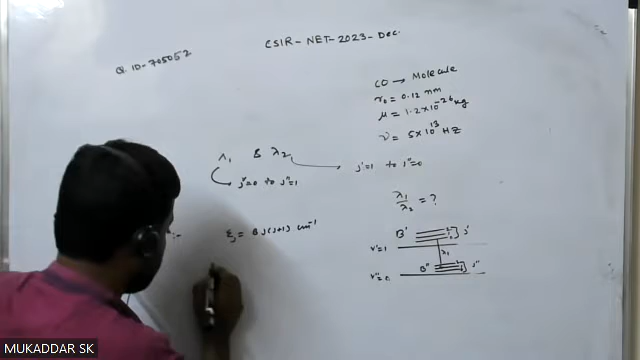 CSIR-NET-2023-Dec.
Q.ID-705052
CO → Molecule
r₀ = 0.12 nm
μ = 1.2×10⁻²⁶ kg
ν = 5×10¹³ HZ
λ₁ & λ₂
j'=1 to j''=0
j''=0 to j''=1
λ₁/λ₂ = ?
εⱼ = BJ(J+1) cm⁻¹
B' j'
v'=1
λ₁
B'' j''
v''=0
MUKADDAR SK